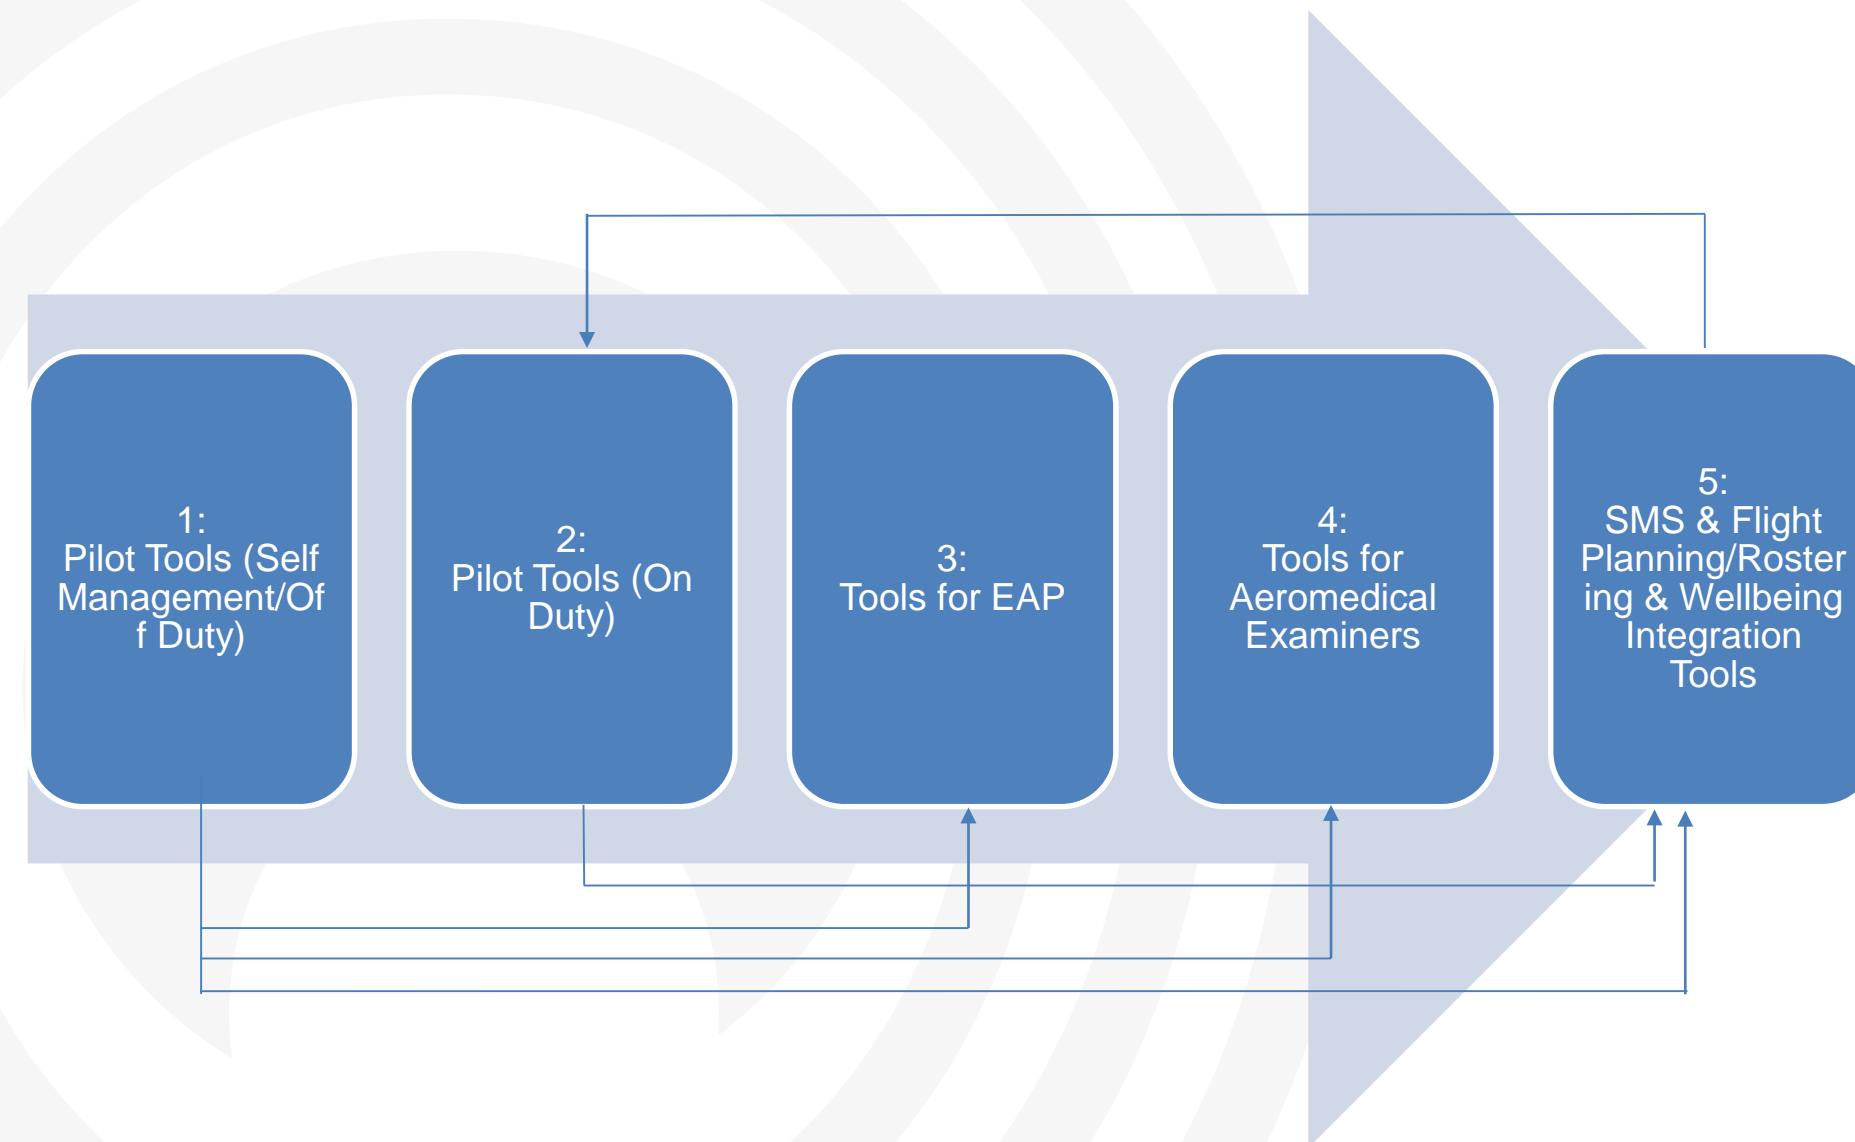 1:
Pilot Tools (Self
Management/Of
f Duty)
2:
Pilot Tools (On
Duty)
3:
Tools for EAP
4:
Tools for
Aeromedical
Examiners
5:
SMS & Flight
Planning/Roster
ing & Wellbeing
Integration
Tools